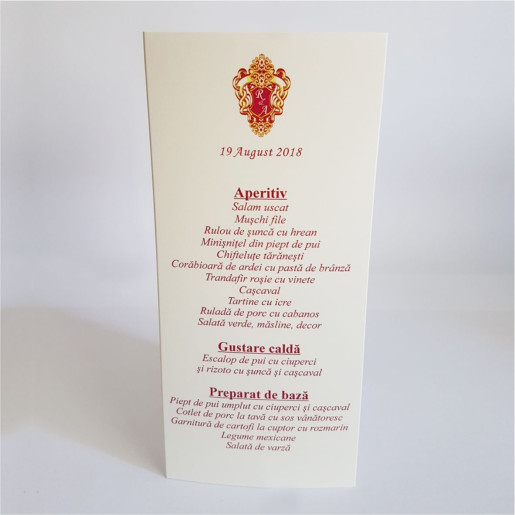 R
&
A
19 August 2018
Aperitiv
Salam uscat
Mușchi file
Rulou de șuncă cu hrean
Minișnițel din piept de pui
Chifteluțe tărănești
Corăbioară de ardei cu pastă de brânză
Trandafir roșie cu vinete
Cașcaval
Tartine cu icre
Ruladă de porc cu cabanos
Salată verde, măsline, decor
Gustare caldă
Escalop de pui cu ciuperci
și rizoto cu șuncă și cașcaval
Preparat de bază
Piept de pui umplut cu ciuperci și cașcaval
Cotlet de porc la tavă cu sos vânătoresc
Garnitură de cartofi la cuptor cu rozmarin
Legume mexicane
Salată de varză